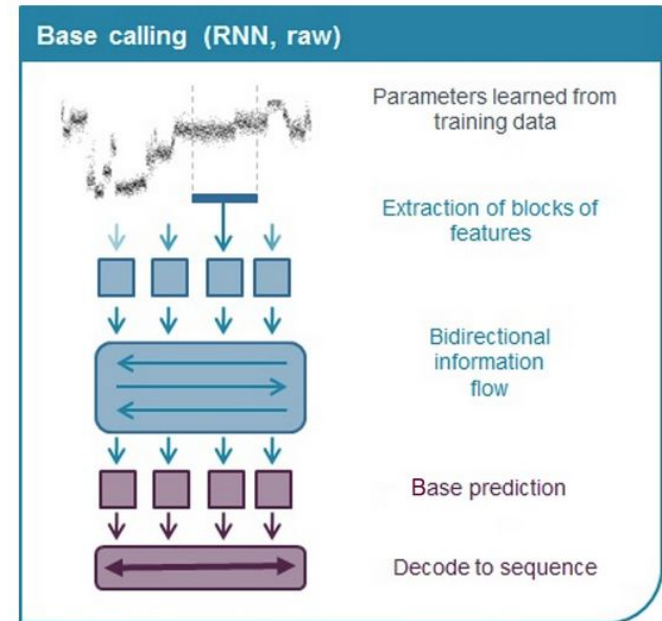 Base calling (RNN, raw)
Parameters learned from
training data
Extraction of blocks of
features
Bidirectional
information
flow
Base prediction
Decode to sequence